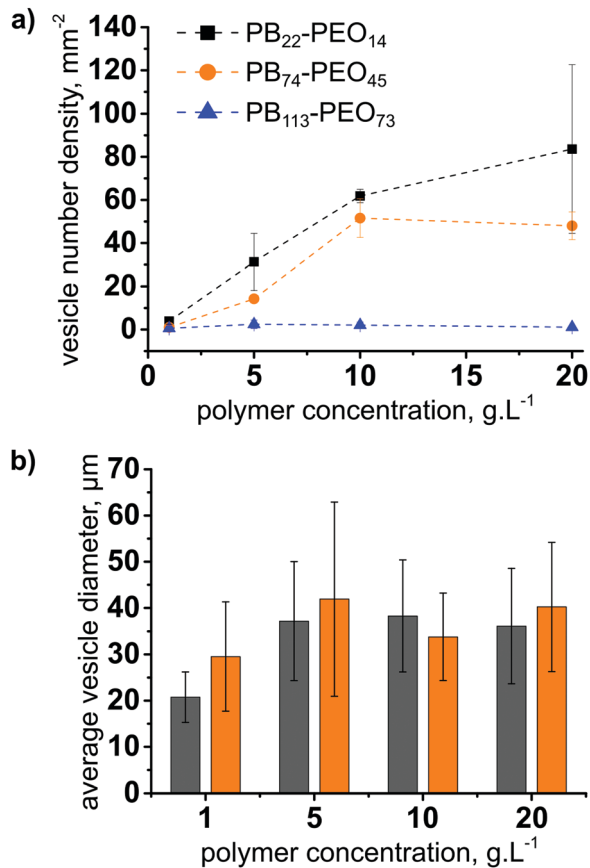 a)
PB₂₂-PEO₁₄
PB₇₄-PEO₄₅
PB₁₁₃-PEO₇₃
vesicle number density, mm⁻²
140
120
100
80
60
40
20
0
0 5 10 15 20
polymer concentration, g.L⁻¹
b)
average vesicle diameter, µm
70
60
50
40
30
20
10
0
1 5 10 20
polymer concentration, g.L⁻¹